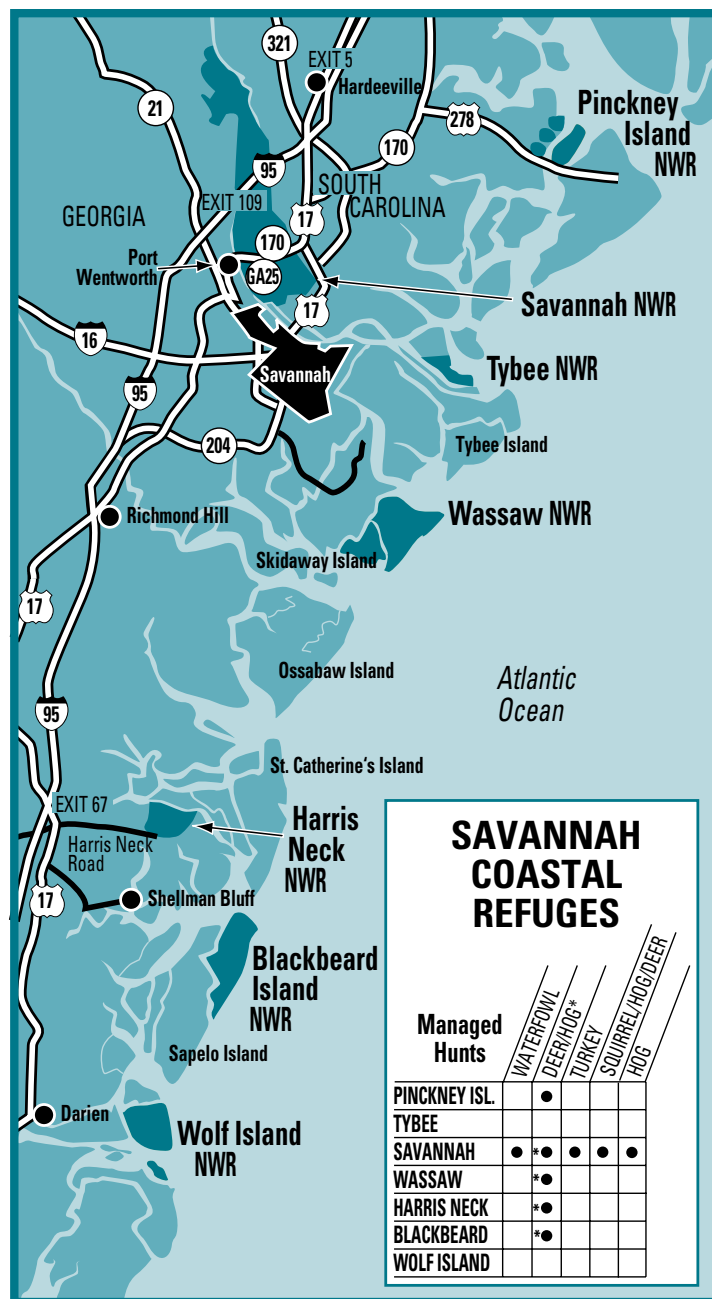 321
EXIT 5
Hardeeville
21
Pinckney
Island
NWR
278
170
95
SOUTH
CAROLINA
EXIT 109
17
GEORGIA
170
Port
Wentworth
GA25
Savannah NWR
17
16
Tybee NWR
Savannah
95
204
Tybee Island
Richmond Hill
Wassaw NWR
Skidaway Island
17
Ossabaw Island
Atlantic
Ocean
95
St. Catherine's Island
EXIT 67
Harris
Neck
NWR
Harris Neck
Road
17
Shellman Bluff
Blackbeard
Island
NWR
Sapelo Island
Darien
Wolf Island
NWR
SAVANNAH
COASTAL
REFUGES
Managed
Hunts
WATERFOWL
DEER/HOG*
TURKEY
SQUIRREL/HOG/DEER
HOG
PINCKNEY ISL. ●
TYBEE
SAVANNAH ● *● ● ● ●
WASSAW *●
HARRIS NECK *●
BLACKBEARD *●
WOLF ISLAND